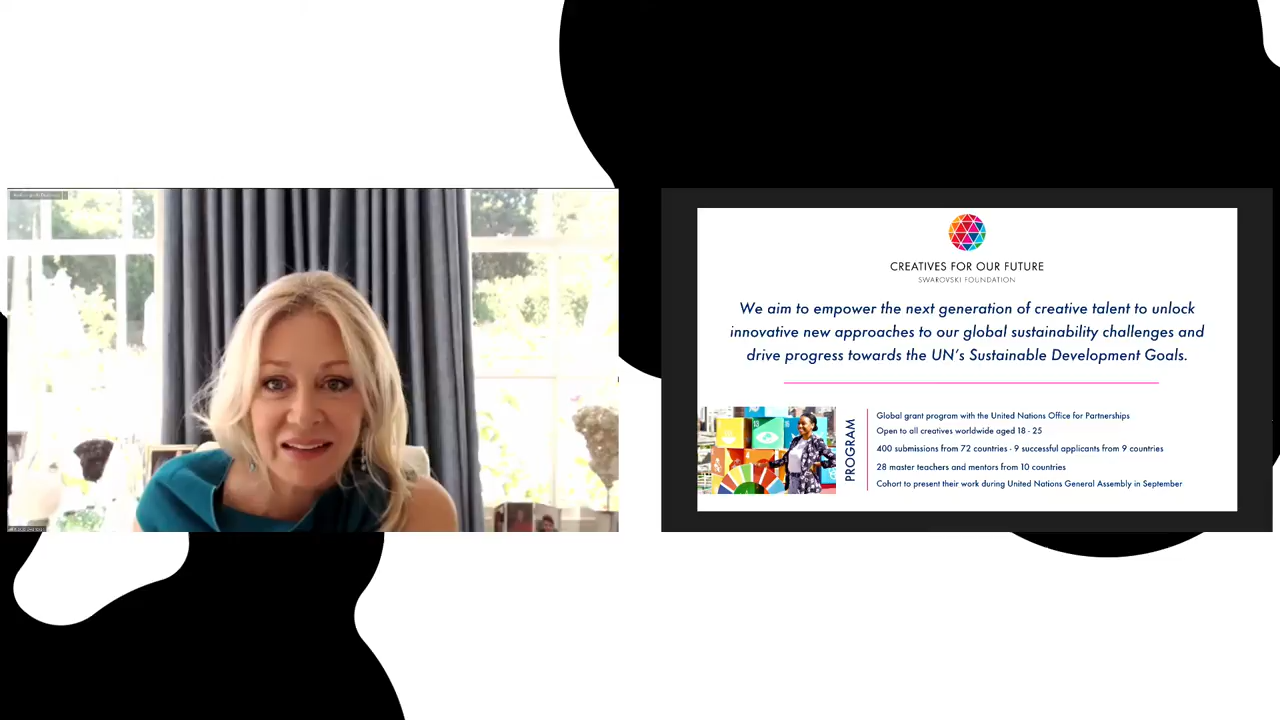 CREATIVES FOR OUR FUTURE
SWAROVSKI FOUNDATION
We aim to empower the next generation of creative talent to unlock
innovative new approaches to our global sustainability challenges and
drive progress towards the UN's Sustainable Development Goals.
PROGRAM
Global grant program with the United Nations Office for Partnerships
Open to all creatives worldwide aged 18 - 25
400 submissions from 72 countries - 9 successful applicants from 9 countries
28 master teachers and mentors from 10 countries
Cohort to present their work during United Nations General Assembly in September